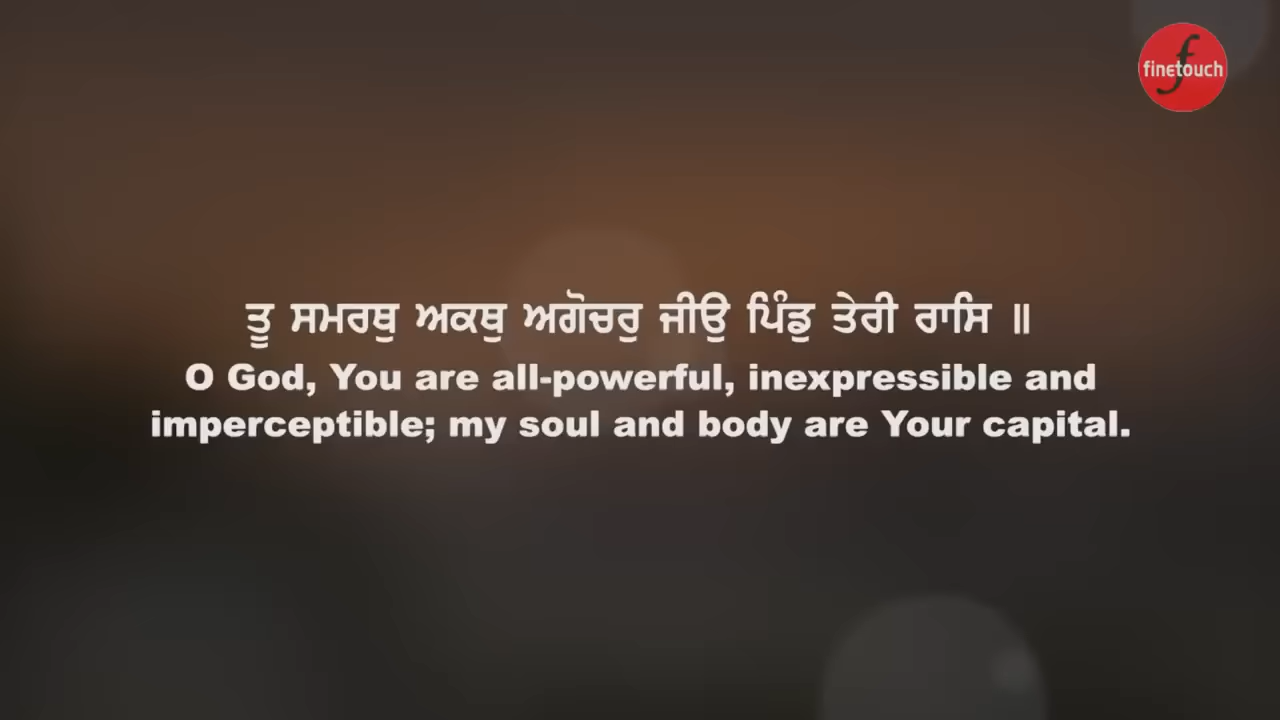 finetouch
ਤੂ ਸਮਰਥੁ ਅਕਥੁ ਅਗੋਚਰੁ ਜੀਉ ਪਿੰਡੁ ਤੇਰੀ ਰਾਸਿ ॥
O God, You are all-powerful, inexpressible and
imperceptible; my soul and body are Your capital.